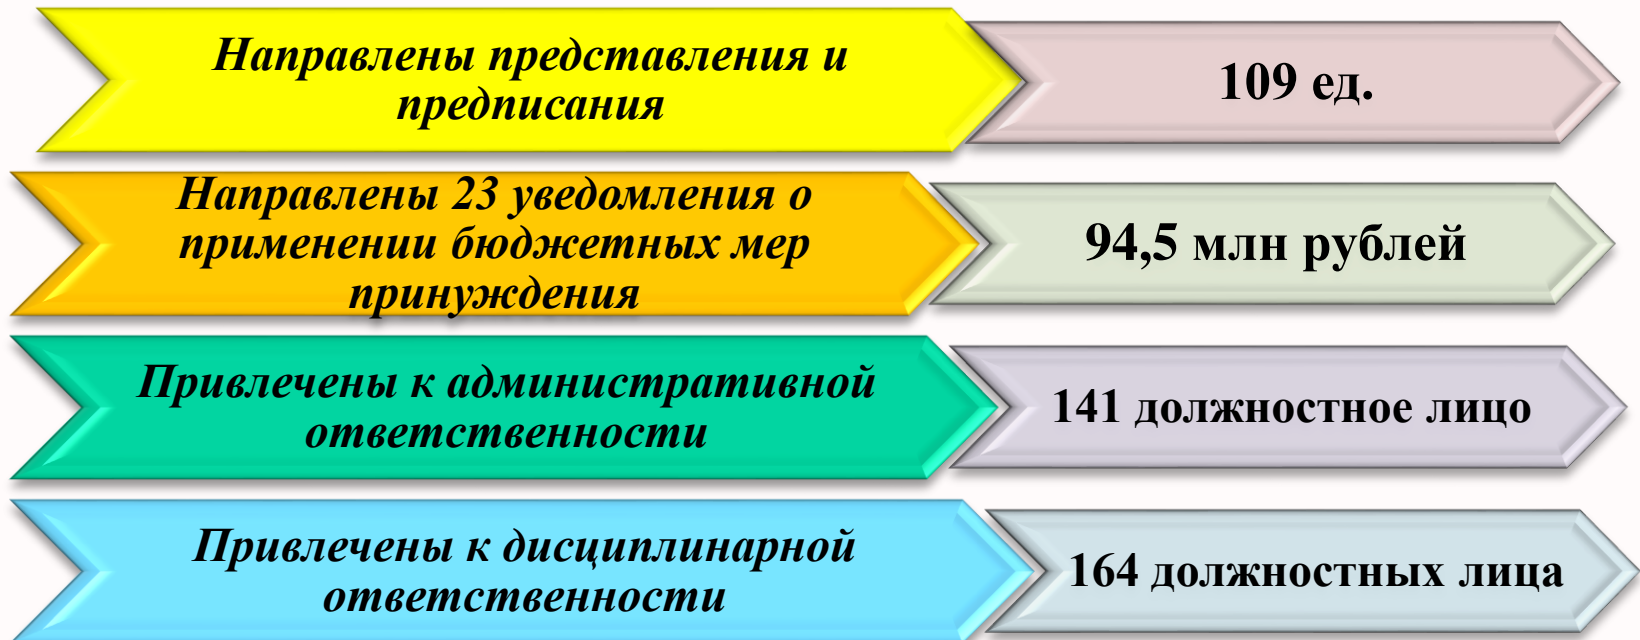 Направлены представления и
предписания
109 ед.
Направлены 23 уведомления о
применении бюджетных мер
принуждения
94,5 млн рублей
Привлечены к административной
ответственности
141 должностное лицо
Привлечены к дисциплинарной
ответственности
164 должностных лица